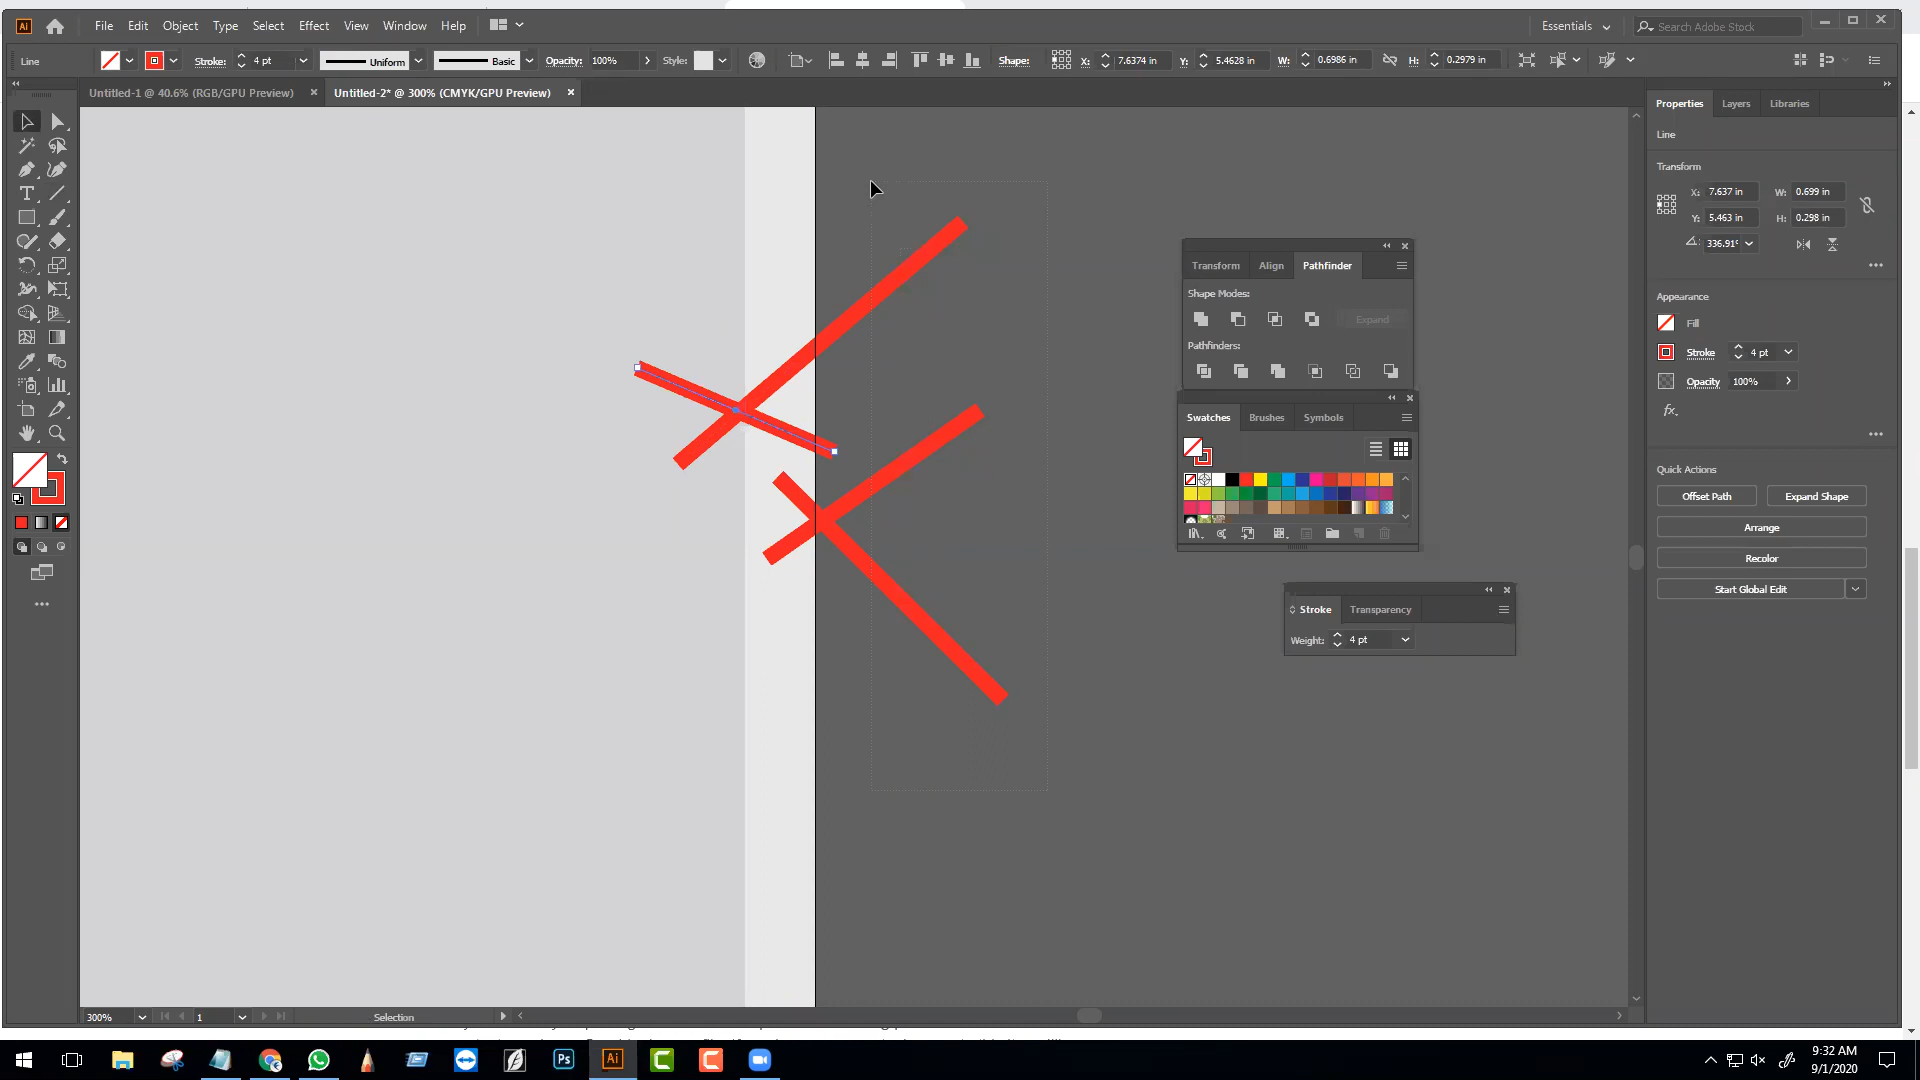 Ai File Edit Object Type Select Effect View Window Help Essentials Search Adobe Stock
Line Stroke: 4 pt Uniform Basic Opacity: 100% Style: Shape: X: 7.6374 in Y: 5.4628 in W: 0.6986 in H: 0.2979 in
Untitled-1 @ 40.6% (RGB/GPU Preview) Untitled-2* @ 300% (CMYK/GPU Preview)
Properties Layers Libraries
Line
Transform
X: 7.637 in W: 0.699 in
Y: 5.463 in H: 0.298 in
336.91°
Appearance
Fill
Stroke 4 pt
Opacity 100%
fx.
Quick Actions
Offset Path Expand Shape
Arrange
Recolor
Start Global Edit
Transform Align Pathfinder
Shape Modes:
Expand
Pathfinders:
Swatches Brushes Symbols
Stroke Transparency
Weight: 4 pt
300% 1 Selection
Ps Ai C C
9:32 AM
9/1/2020